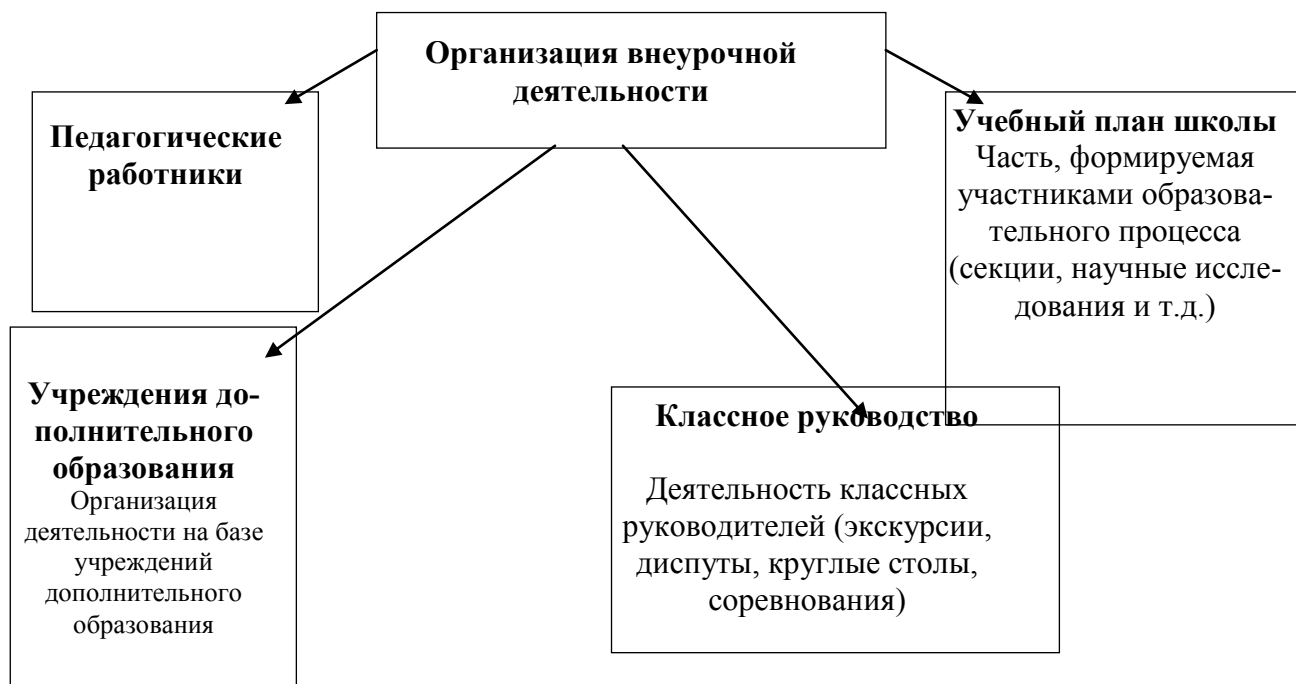 Организация внеурочной
деятельности
Педагогические
работники
Учебный план школы
Часть, формируемая
участниками образова-
тельного процесса
(секции, научные иссле-
дования и т.д.)
Учреждения до-
полнительного
образования
Организация
деятельности на базе
учреждений
дополнительного
образования
Классное руководство
Деятельность классных
руководителей (экскурсии,
диспуты, круглые столы,
соревнования)